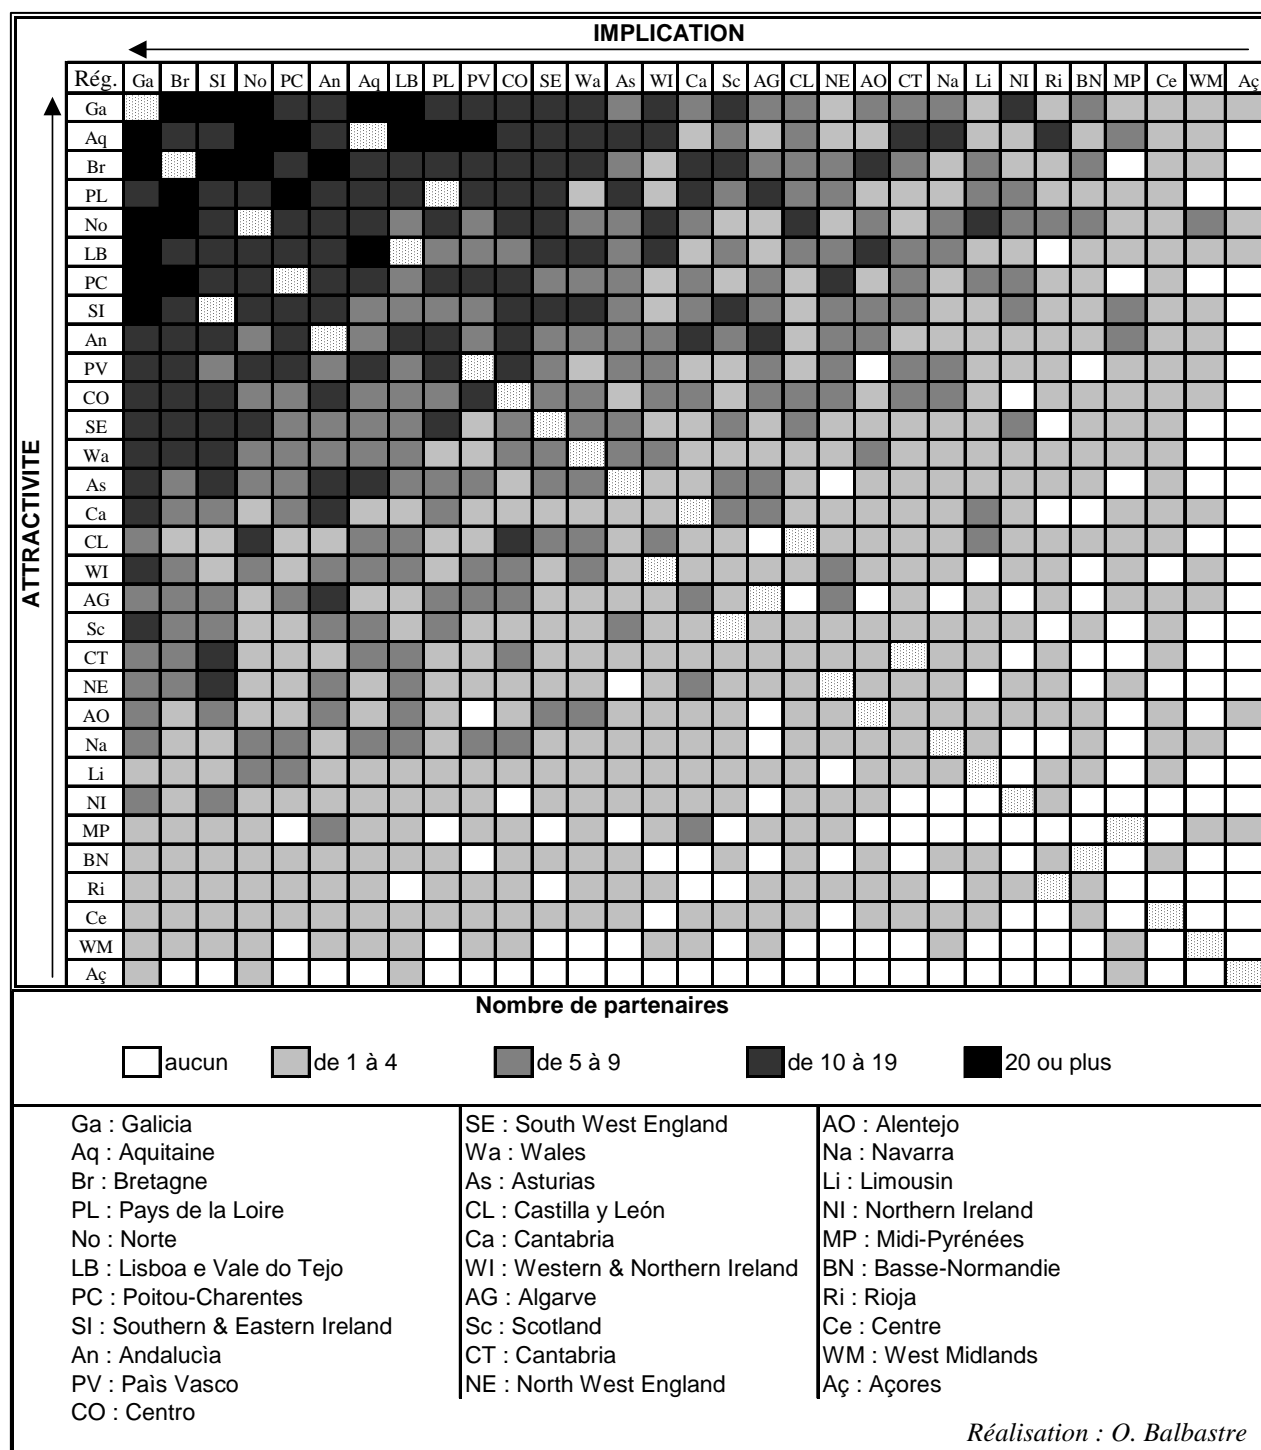 IMPLICATION
Rég. Ga Br SI No PC An Aq LB PL PV CO SE Wa As WI Ca Sc AG CL NE AO CT Na Li NI Ri BN MP Ce WM Aç
ATTRACTIVITE
Ga
Aq
Br
PL
No
LB
PC
SI
An
PV
CO
SE
Wa
As
Ca
CL
WI
AG
Sc
CT
NE
AO
Na
Li
NI
MP
BN
Ri
Ce
WM
Aç
Nombre de partenaires
aucun de 1 à 4 de 5 à 9 de 10 à 19 20 ou plus
Ga : Galicia
Aq : Aquitaine
Br : Bretagne
PL : Pays de la Loire
No : Norte
LB : Lisboa e Vale do Tejo
PC : Poitou-Charentes
SI : Southern & Eastern Ireland
An : Andalucìa
PV : Paìs Vasco
CO : Centro
SE : South West England
Wa : Wales
As : Asturias
CL : Castilla y León
Ca : Cantabria
WI : Western & Northern Ireland
AG : Algarve
Sc : Scotland
CT : Cantabria
NE : North West England
AO : Alentejo
Na : Navarra
Li : Limousin
NI : Northern Ireland
MP : Midi-Pyrénées
BN : Basse-Normandie
Ri : Rioja
Ce : Centre
WM : West Midlands
Aç : Açores
Réalisation : O. Balbastre